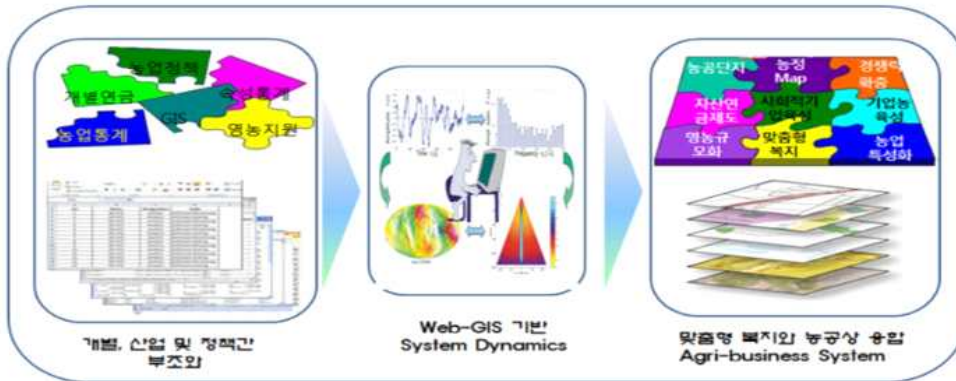 농업정책
개별연금
속성통계
GIS
농업통계
영농지원
개별, 산업 및 정책간
부조화
Web-GIS 기반
System Dynamics
농공단지
농정
Map
경쟁력
확충
자산연
금제도
사회적기
업육성
기업농
육성
영농규
모화
맞춤형
복지
농업
특성화
맞춤형 복지와 농공상 융합
Agri-business System